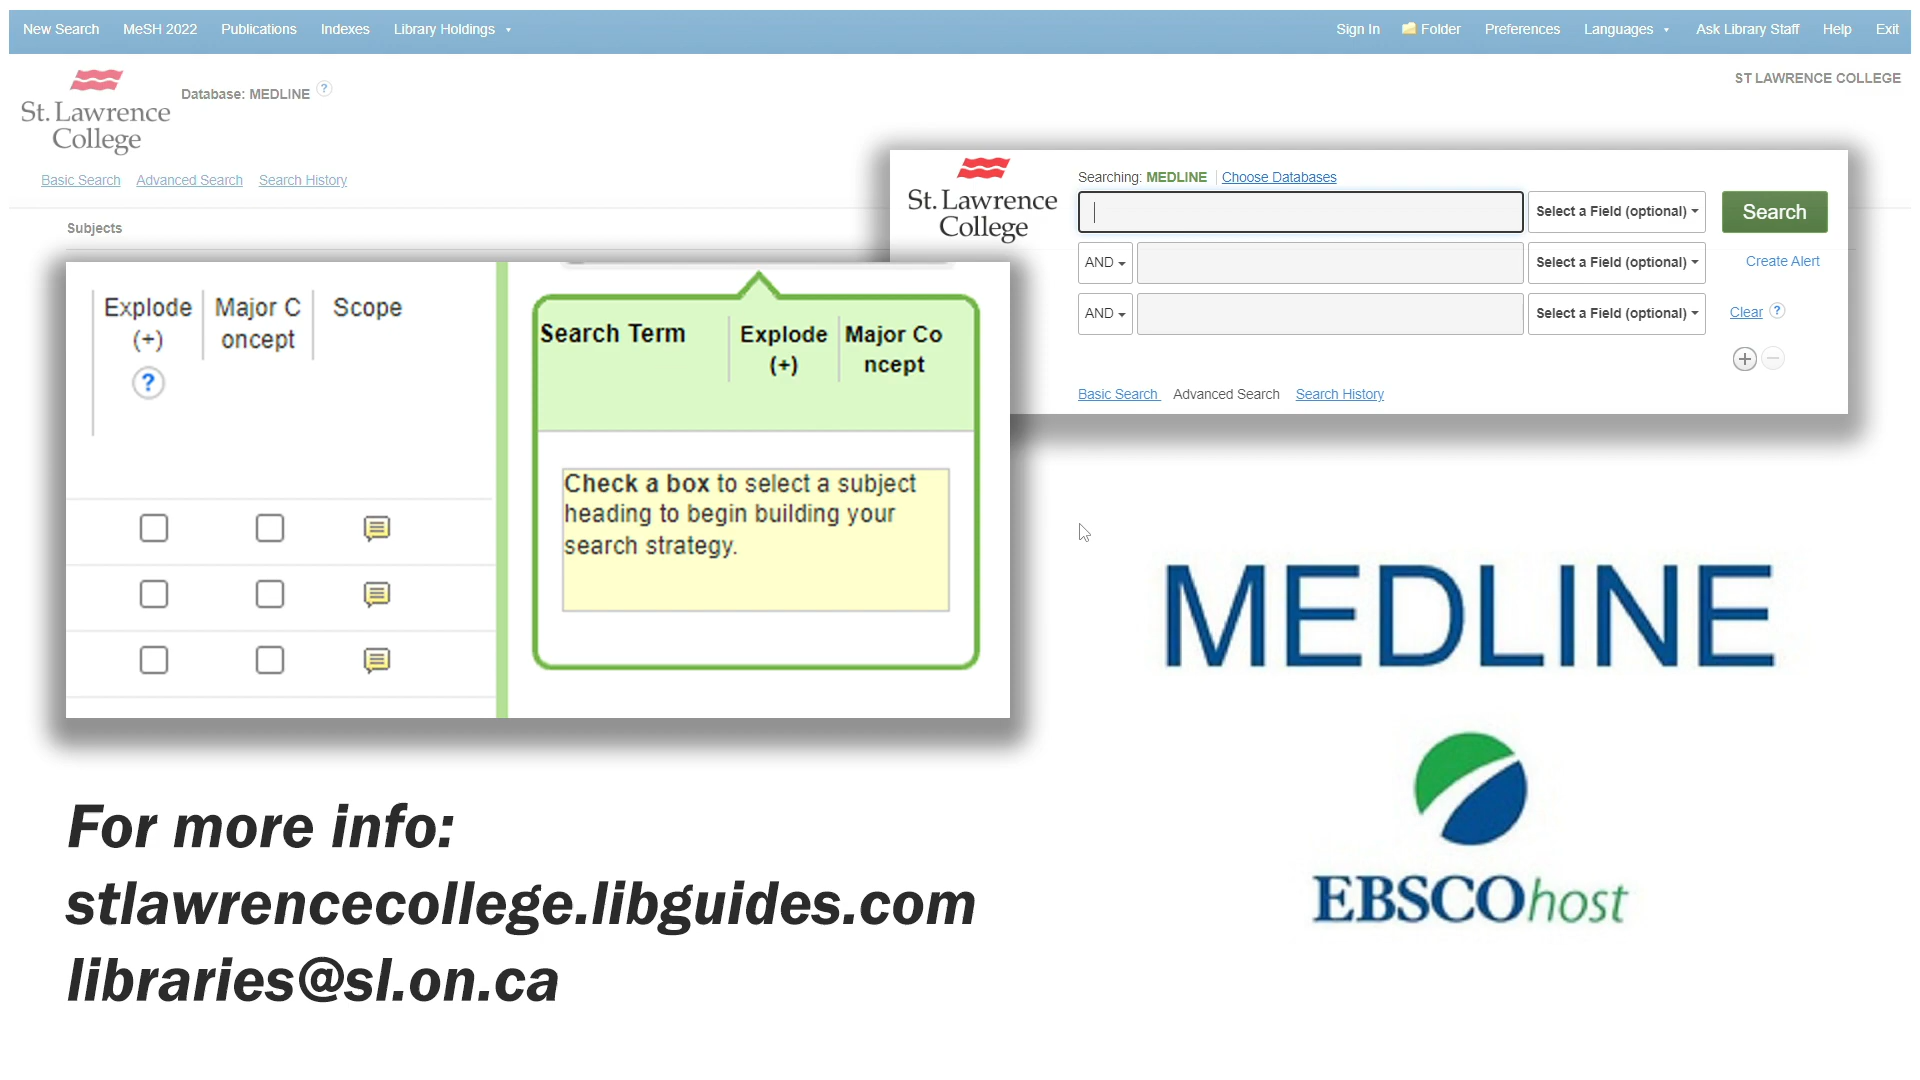 New Search MeSH 2022 Publications Indexes Library Holdings Sign In Folder Preferences Languages Ask Library Staff Help Exit
St. Lawrence
College
Database: MEDLINE ?
ST LAWRENCE COLLEGE
Basic Search Advanced Search Search History
Subjects
St. Lawrence
College
Searching: MEDLINE Choose Databases
Select a Field (optional) Search
AND Select a Field (optional) Create Alert
AND Select a Field (optional) Clear ?
Basic Search Advanced Search Search History
Explode
(+)
?
Major C
oncept
Scope
Search Term
Explode
(+)
Major Co
ncept
Check a box to select a subject
heading to begin building your
search strategy.
MEDLINE
EBSCOhost
For more info:
stlawrencecollege.libguides.com
libraries@sl.on.ca